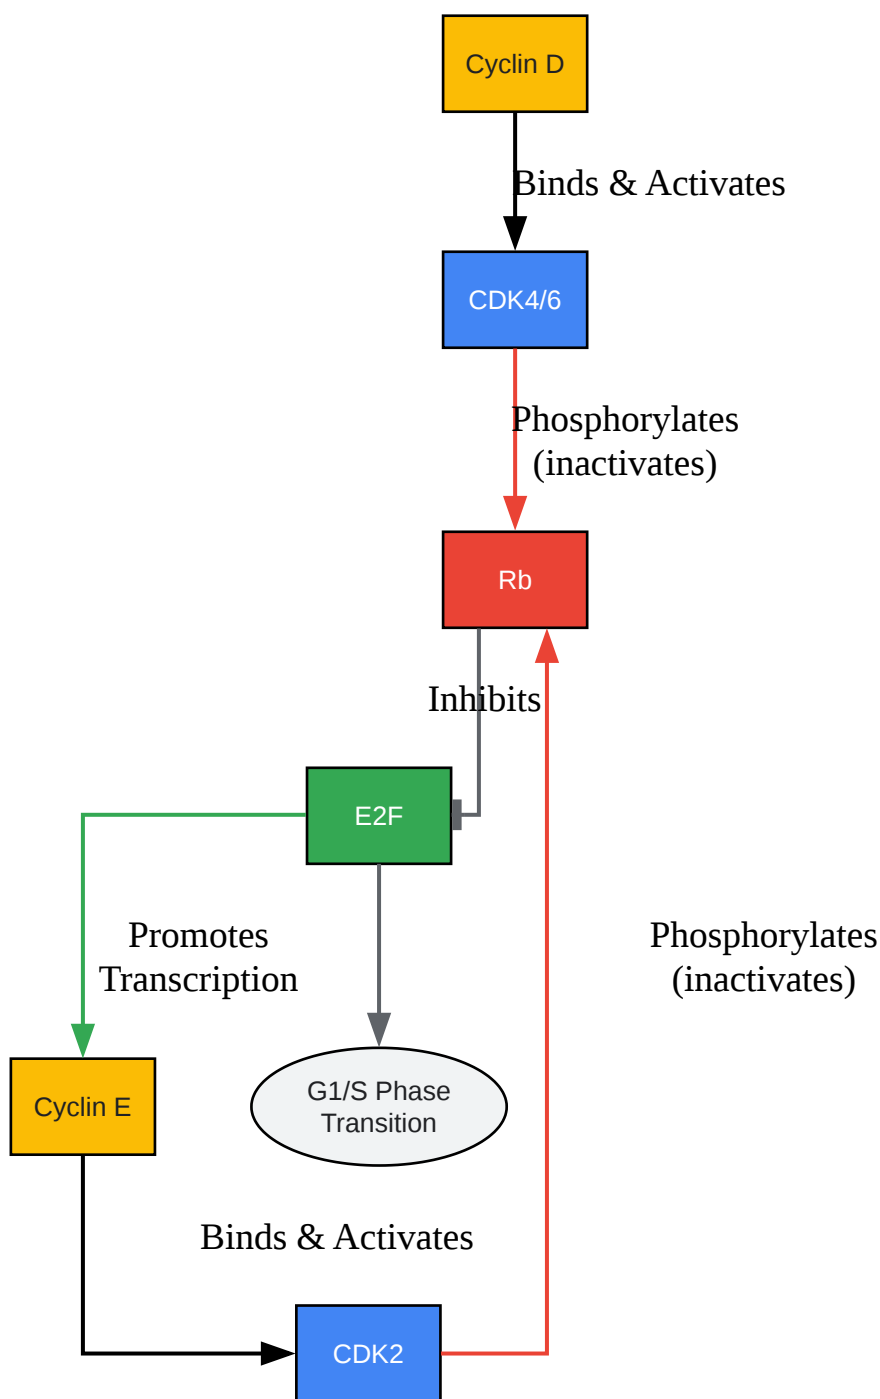 Cyclin D
Binds & Activates
CDK4/6
Phosphorylates
(inactivates)
Rb
Inhibits
E2F
Promotes
Transcription
Phosphorylates
(inactivates)
Cyclin E
G1/S Phase
Transition
Binds & Activates
CDK2